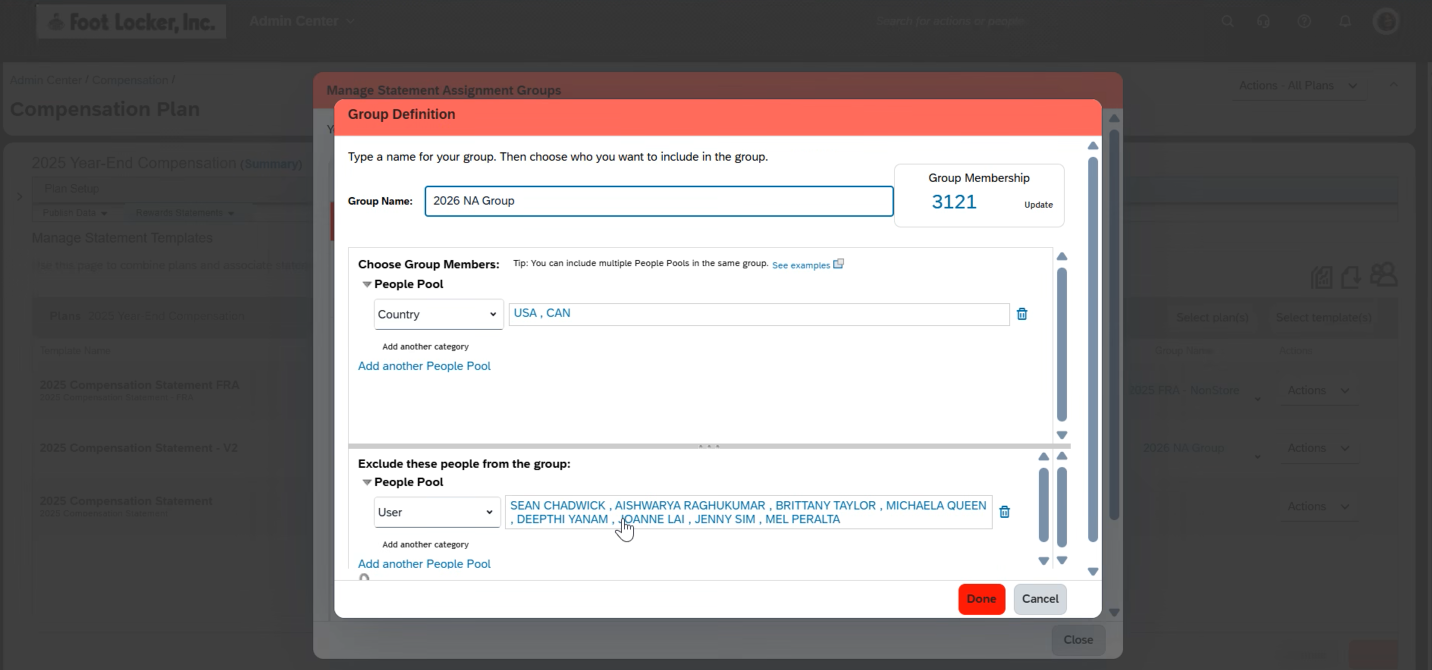 Foot Locker, Inc.
Admin Center
Search for actions or people
Admin Center / Compensation /
Compensation Plan
Actions - All Plans
Manage Statement Assignment Groups
Group Definition
Type a name for your group. Then choose who you want to include in the group.
Group Name:
2026 NA Group
Group Membership
3121
Update
2025 Year-End Compensation (Summary)
Plan Setup
Publish Data
Rewards Statements
Manage Statement Templates
Choose Group Members:
Tip: You can include multiple People Pools in the same group. See examples
People Pool
Country
USA , CAN
Add another category
Add another People Pool
Plans 2025 Year-End Compensation
Select plan(s)
Select template(s)
Template Name
Group Name
Actions
2025 Compensation Statement FRA
2025 Compensation Statement - FRA
2025 FRA - NonStore
Actions
2025 Compensation Statement - V2
2026 NA Group
Actions
2025 Compensation Statement
2025 Compensation Statement
Actions
Exclude these people from the group:
People Pool
User
SEAN CHADWICK , AISHWARYA RAGHUKUMAR , BRITTANY TAYLOR , MICHAELA QUEEN
, DEEPTHI YANAM , JOANNE LAI , JENNY SIM , MEL PERALTA
Add another category
Add another People Pool
Done
Cancel
Close